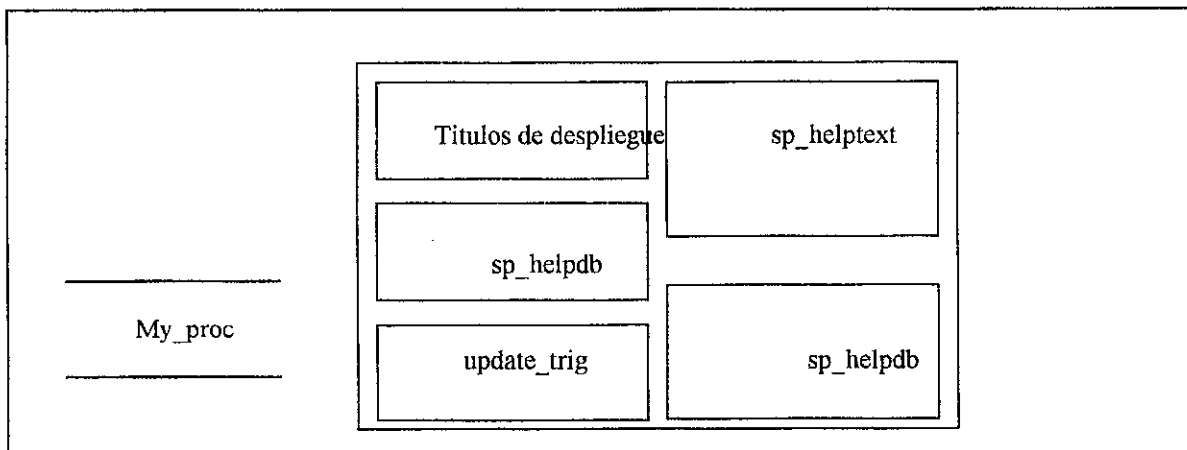 Titulos de despliegue
sp_helptext
sp_helpdb
My_proc
update_trig
sp_helpdb